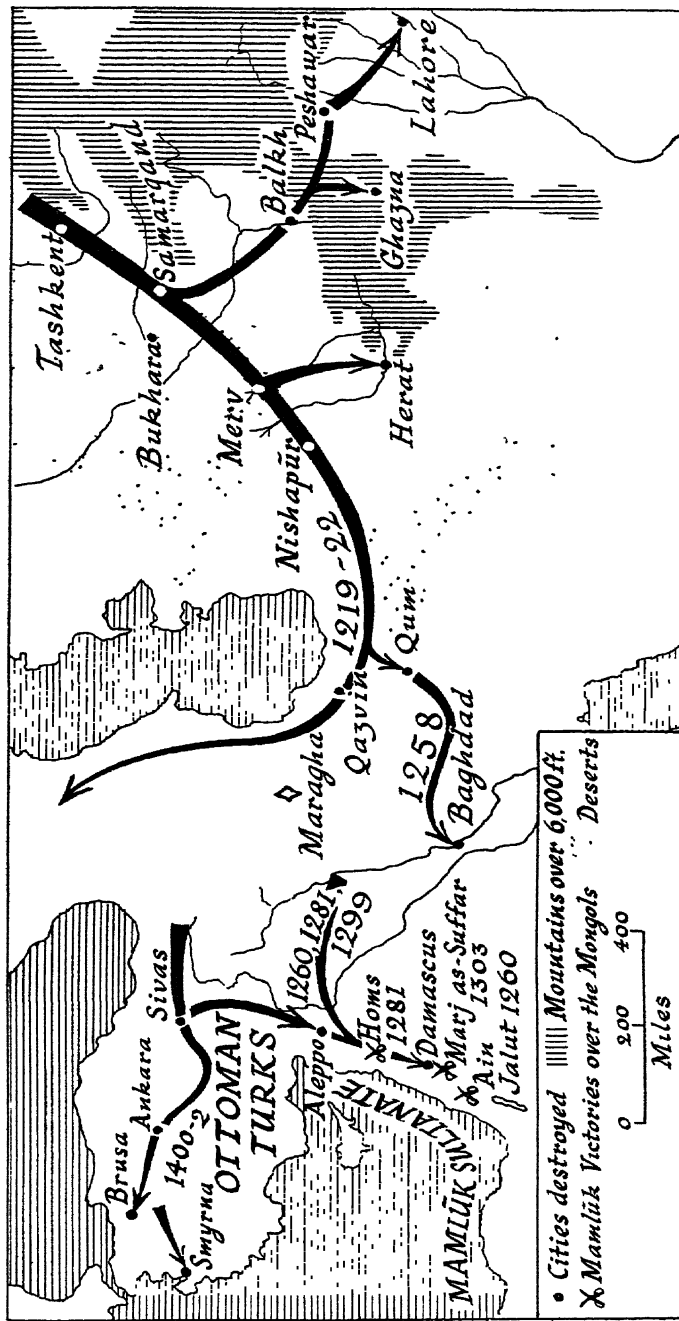 Tashkent
Samarqand
Bukhara
Merv
Nishapūr
Balkh
Peshawar
Lahore
Ghazna
Herat
1219-22
Qazvin
Qum
Maragha
1258
Baghdad
Sivas
Ankara
Brusa
1400-2
Smyrna
OTTOMAN
TURKS
1260, 1281,
1299
Aleppo
Homs
1281
Damascus
Marj as-Suffar
1303
Ain
Jalut 1260
MAMLŪK SULTANATE
• Cities destroyed Mountains over 6,000 ft.
Mamlūk Victories over the Mongols Deserts
0 200 400
Miles